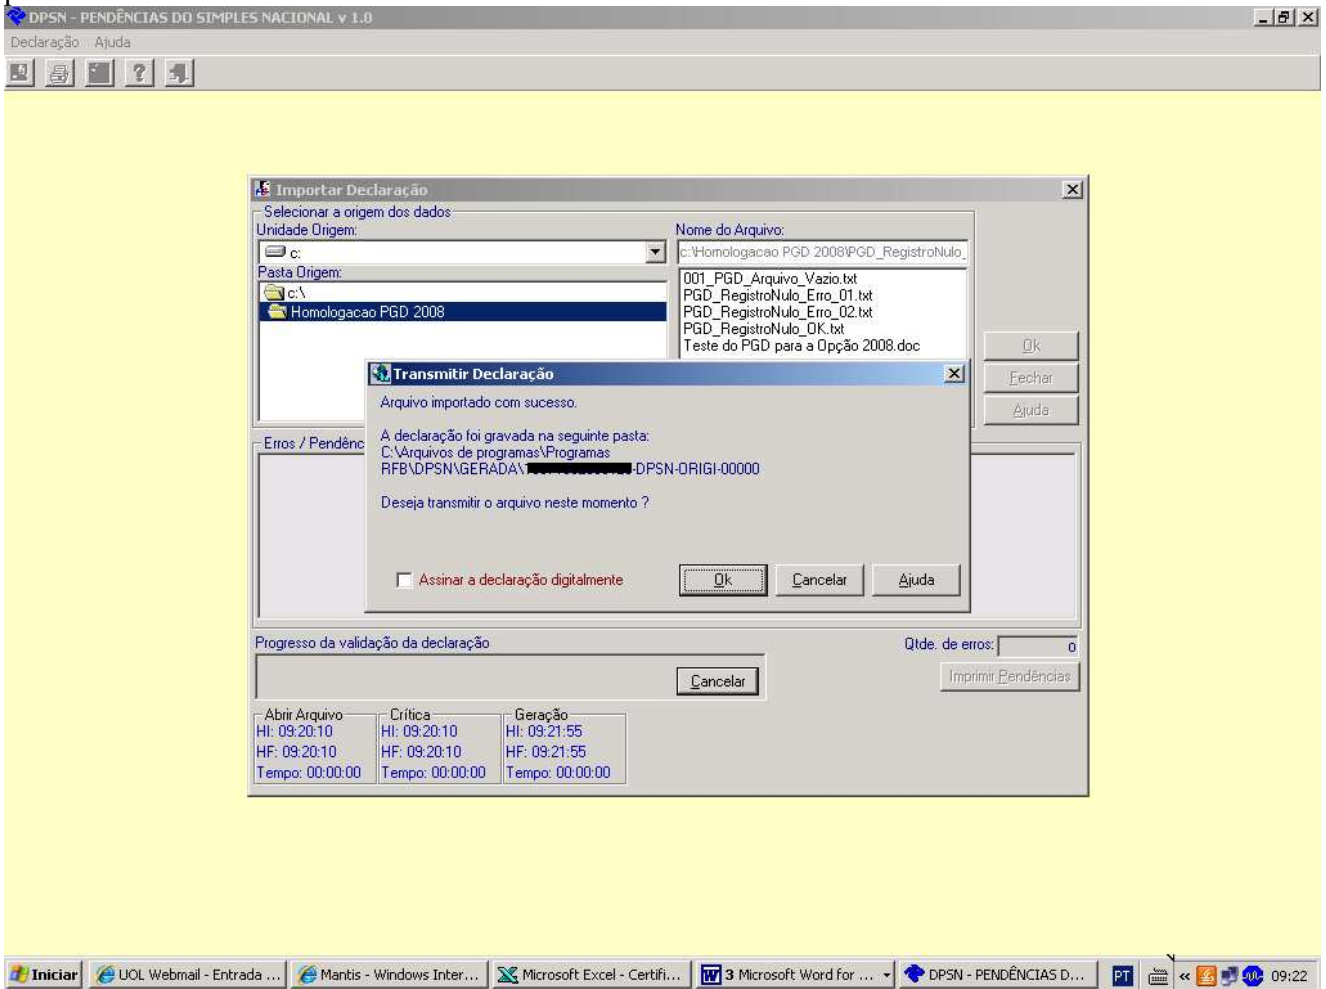 DPSN - PENDÊNCIAS DO SIMPLES NACIONAL v 1.0
Declaração Ajuda
Importar Declaração
Selecionar a origem dos dados
Unidade Origem:
Nome do Arquivo:
c:
c:\Homologacao PGD 2008\PGD_RegistroNulo_
Pasta Origem:
c:\
Homologacao PGD 2008
001_PGD_Arquivo_Vazio.txt
PGD_RegistroNulo_Erro_01.txt
PGD_RegistroNulo_Erro_02.txt
PGD_RegistroNulo_OK.txt
Teste do PGD para a Opção 2008.doc
Ok
Fechar
Ajuda
Transmitir Declaração
Arquivo importado com sucesso.
A declaração foi gravada na seguinte pasta:
C:\Arquivos de programas\Programas
RFB\DPSN\GERADA\ -DPSN-ORIGI-00000
Deseja transmitir o arquivo neste momento ?
Assinar a declaração digitalmente
Ok Cancelar Ajuda
Erros / Pendênc
Progresso da validação da declaração
Qtde. de erros: 0
Cancelar
Imprimir Pendências
Abrir Arquivo Crítica Geração
HI: 09:20:10 HI: 09:20:10 HI: 09:21:55
HF: 09:20:10 HF: 09:20:10 HF: 09:21:55
Tempo: 00:00:00 Tempo: 00:00:00 Tempo: 00:00:00
Iniciar UOL Webmail - Entrada ... Mantis - Windows Inter... Microsoft Excel - Certifi... 3 Microsoft Word for ... DPSN - PENDÊNCIAS D... PT « 09:22